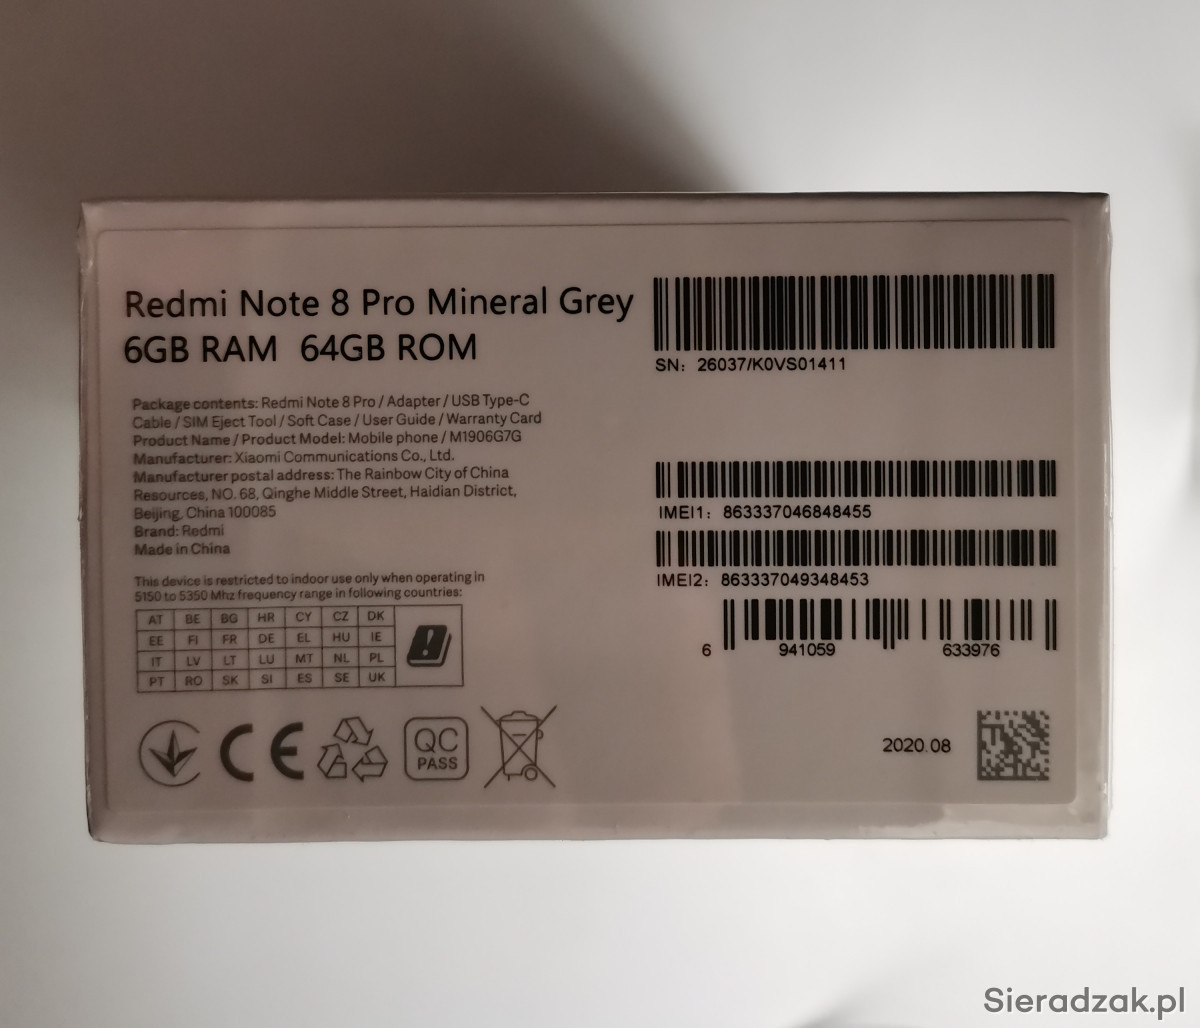 Redmi Note 8 Pro Mineral Grey
6GB RAM 64GB ROM
Package contents: Redmi Note 8 Pro / Adapter / USB Type-C
Cable / SIM Eject Tool / Soft Case / User Guide / Warranty Card
Product Name / Product Model: Mobile phone / M1906G7G
Manufacturer: Xiaomi Communications Co., Ltd.
Manufacturer postal address: The Rainbow City of China
Resources, NO. 68, Qinghe Middle Street, Haidian District,
Beijing, China 100085
Brand: Redmi
Made in China
This device is restricted to indoor use only when operating in
5150 to 5350 Mhz frequency range in following countries:
AT BE BG HR CY CZ DK
EE FI FR DE EL HU IE
IT LV LT LU MT NL PL
PT RO SK SI ES SE UK
CE
QC
PASS
SN: 26037/K0VS01411
IMEI1: 863337046848455
IMEI2: 863337049348453
6 941059 633976
2020.08
Sieradzak.pl